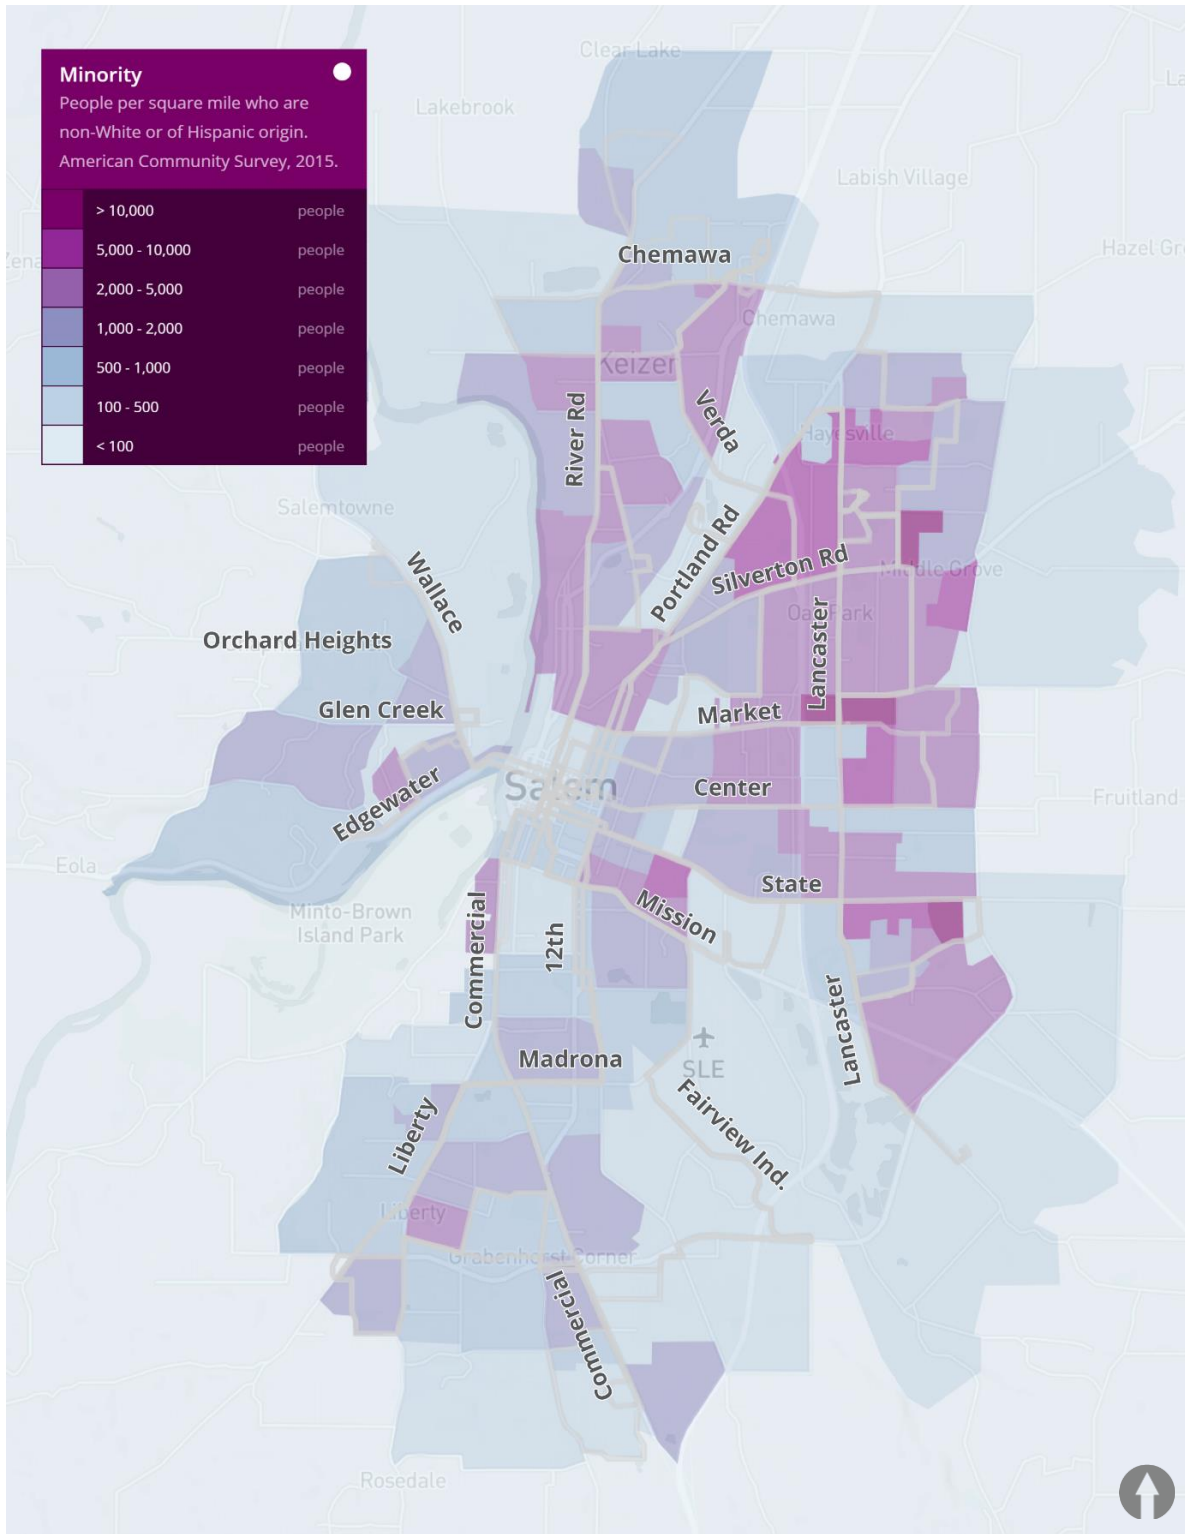 Minority
People per square mile who are
non-White or of Hispanic origin.
American Community Survey, 2015.
> 10,000 people
5,000 - 10,000 people
2,000 - 5,000 people
1,000 - 2,000 people
500 - 1,000 people
100 - 500 people
< 100 people
Clear Lake
Lakebrook
Labish Village
Chemawa
Hazel Gr
Zena
Chemawa
Keizer
River Rd
Verda
Hayesville
Salemtowne
Portland Rd
Wallace
Silverton Rd
Middle Grove
Orchard Heights
Lancaster
Glen Creek
Market
Salem
Center
Edgewater
Fruitland
Eola
State
Minto-Brown
Island Park
Mission
Commercial
12th
Lancaster
Madrona
SLE
Liberty
Fairview Ind.
Liberty
Grabenhorst Corner
Commercial
Rosedale